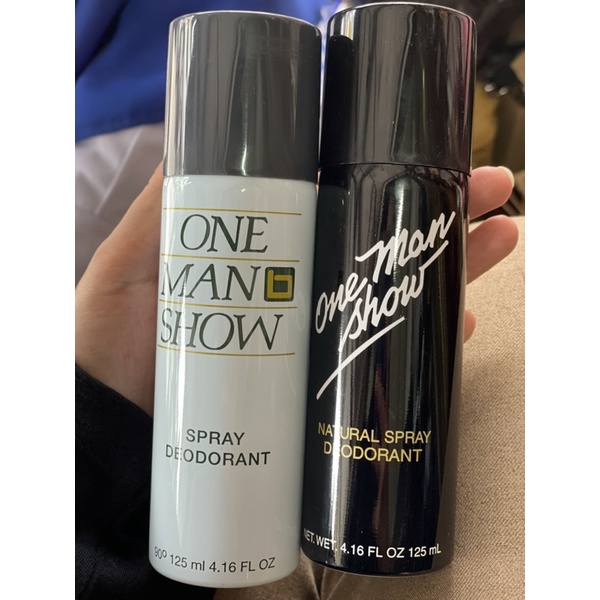 ONE
MAN
SHOW
SPRAY
DEODORANT
90º 125 ml 4.16 FL OZ
One Man
Show
NATURAL SPRAY
DEODORANT
NET. WET. 4.16 FL OZ 125 mL